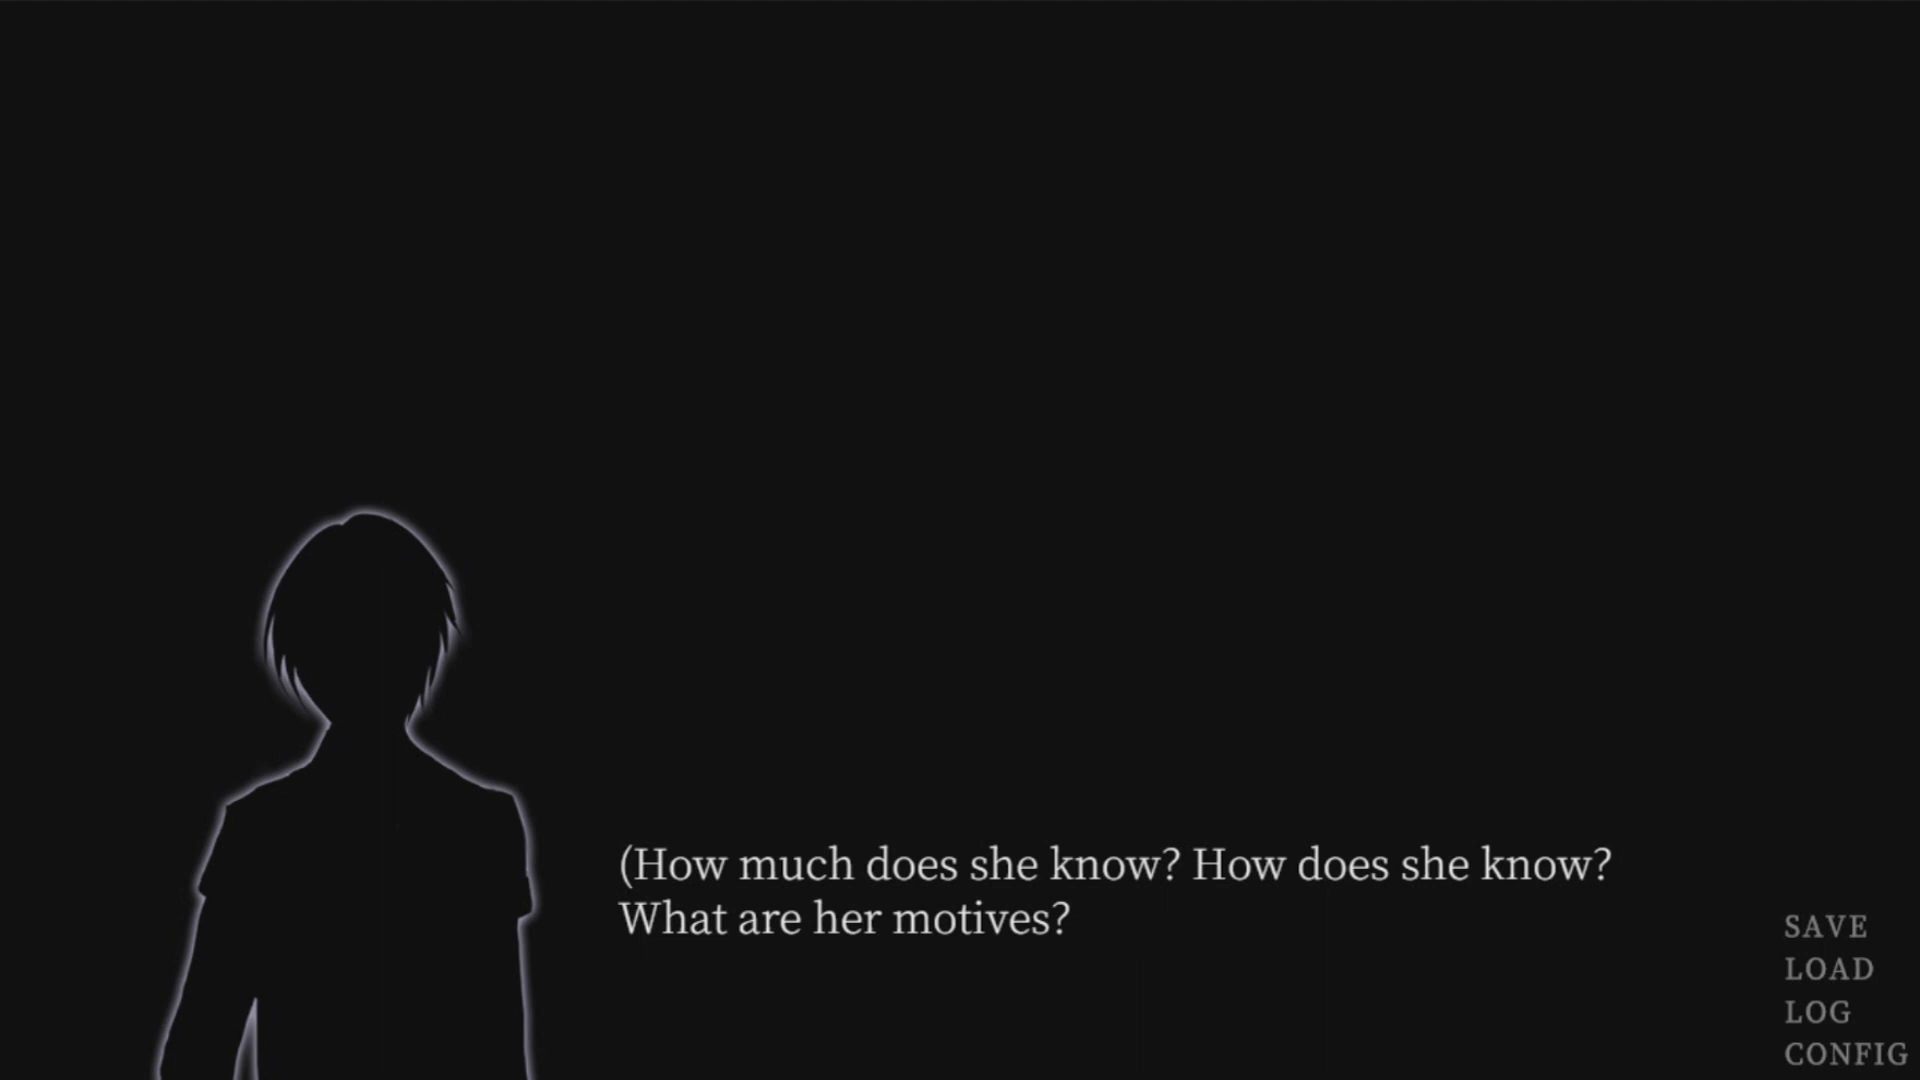 (How much does she know? How does she know?
What are her motives?
SAVE
LOAD
LOG
CONFIG